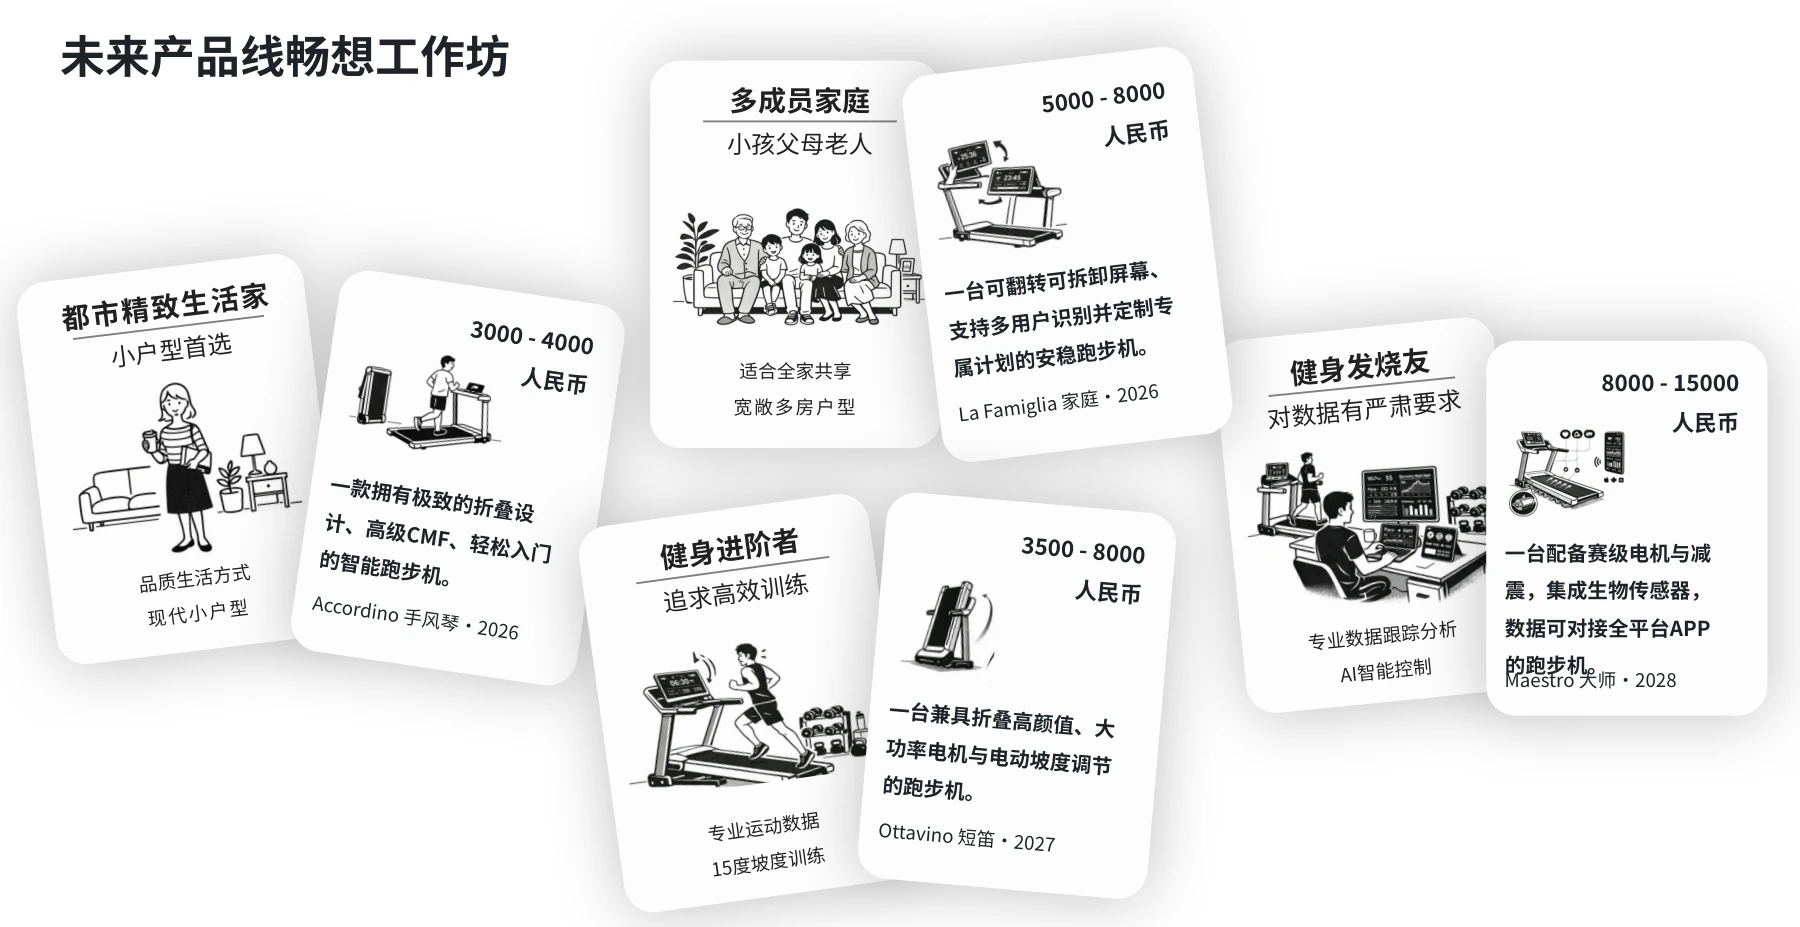 未来产品线畅想工作坊
都市精致生活家
小户型首选
品质生活方式
现代小户型
3000 - 4000
人民币
一款拥有极致的折叠设
计、高级CMF、轻松入门
的智能跑步机。
Accordino 手风琴・2026
多成员家庭
小孩父母老人
适合全家共享
宽敞多房户型
5000 - 8000
人民币
25:36
23:45
一台可翻转可拆卸屏幕、
支持多用户识别并定制专
属计划的安稳跑步机。
La Famiglia 家庭・2026
健身进阶者
追求高效训练
06:30
专业运动数据
15度坡度训练
3500 - 8000
人民币
一台兼具折叠高颜值、大
功率电机与电动坡度调节
的跑步机。
Ottavino 短笛・2027
健身发烧友
对数据有严肃要求
专业数据跟踪分析
AI智能控制
8000 - 15000
人民币
一台配备赛级电机与减
震，集成生物传感器，
数据可对接全平台APP
的跑步机。
Maestro 大师・2028